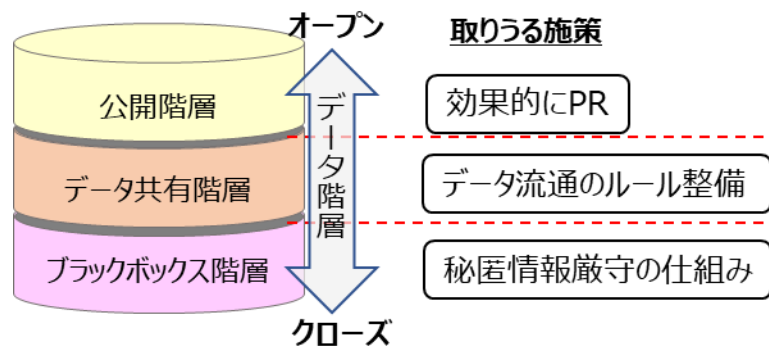 オープン
取りうる施策
公開階層
データ階層
効果的にPR
データ共有階層
データ流通のルール整備
ブラックボックス階層
秘匿情報厳守の仕組み
クローズ